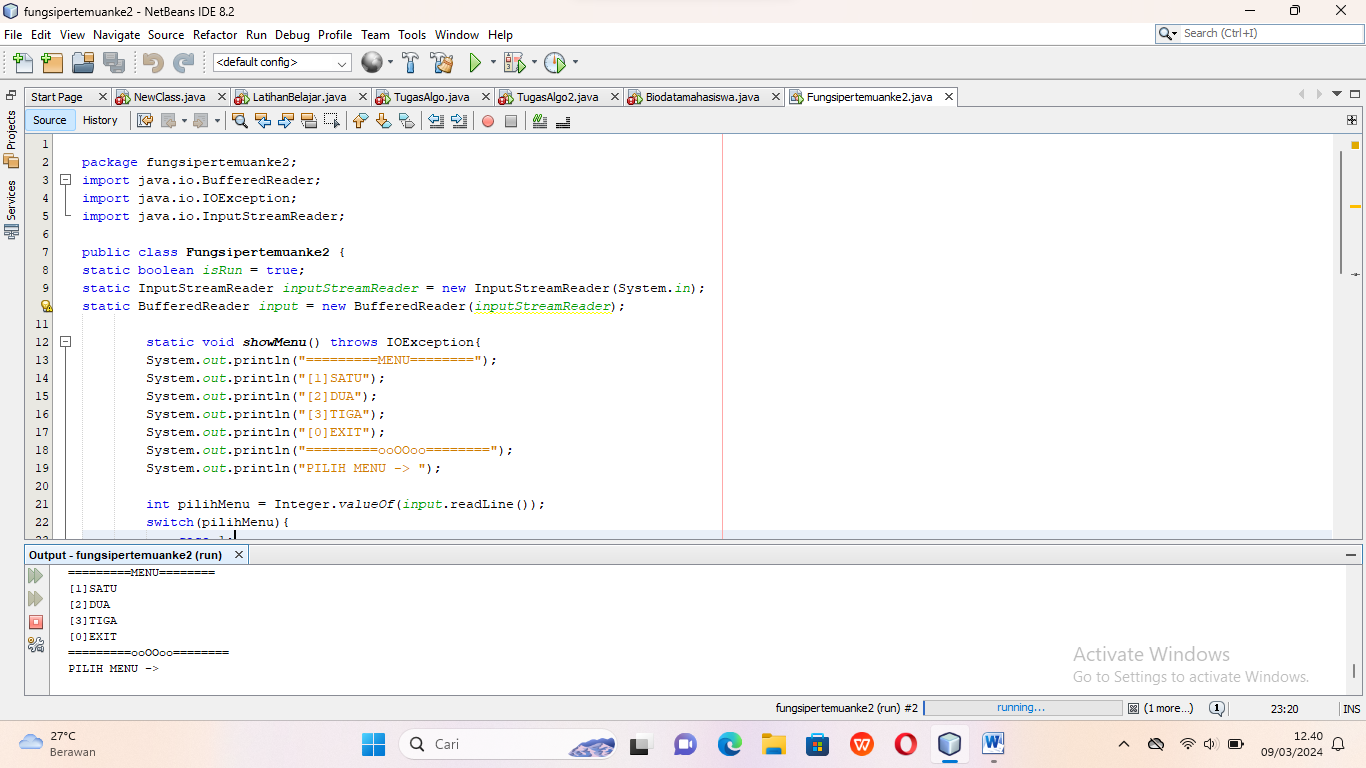 fungsipertemuanke2 - NetBeans IDE 8.2
File Edit View Navigate Source Refactor Run Debug Profile Team Tools Window Help
Search (Ctrl+I)
<default config>
Start Page NewClass.java LatihanBelajar.java TugasAlgo.java TugasAlgo2.java Biodatamahasiswa.java Fungsipertemuanke2.java
Projects
Services
Source History
1
2 package fungsipertemuanke2;
3 import java.io.BufferedReader;
4 import java.io.IOException;
5 import java.io.InputStreamReader;
6
7 public class Fungsipertemuanke2 {
8 static boolean isRun = true;
9 static InputStreamReader inputStreamReader = new InputStreamReader(System.in);
static BufferedReader input = new BufferedReader(inputStreamReader);
11
12 static void showMenu() throws IOException{
13 System.out.println("=========MENU========");
14 System.out.println("[1]SATU");
15 System.out.println("[2]DUA");
16 System.out.println("[3]TIGA");
17 System.out.println("[0]EXIT");
18 System.out.println("=========ooOOoo========");
19 System.out.println("PILIH MENU -> ");
20
21 int pilihMenu = Integer.valueOf(input.readLine());
22 switch(pilihMenu){
Output - fungsipertemuanke2 (run)
=========MENU========
[1]SATU
[2]DUA
[3]TIGA
[0]EXIT
=========ooOOoo========
PILIH MENU ->
Activate Windows
Go to Settings to activate Windows.
fungsipertemuanke2 (run) #2 running... (1 more...) 1 23:20 INS
27°C
Berawan
Cari
12.40
09/03/2024